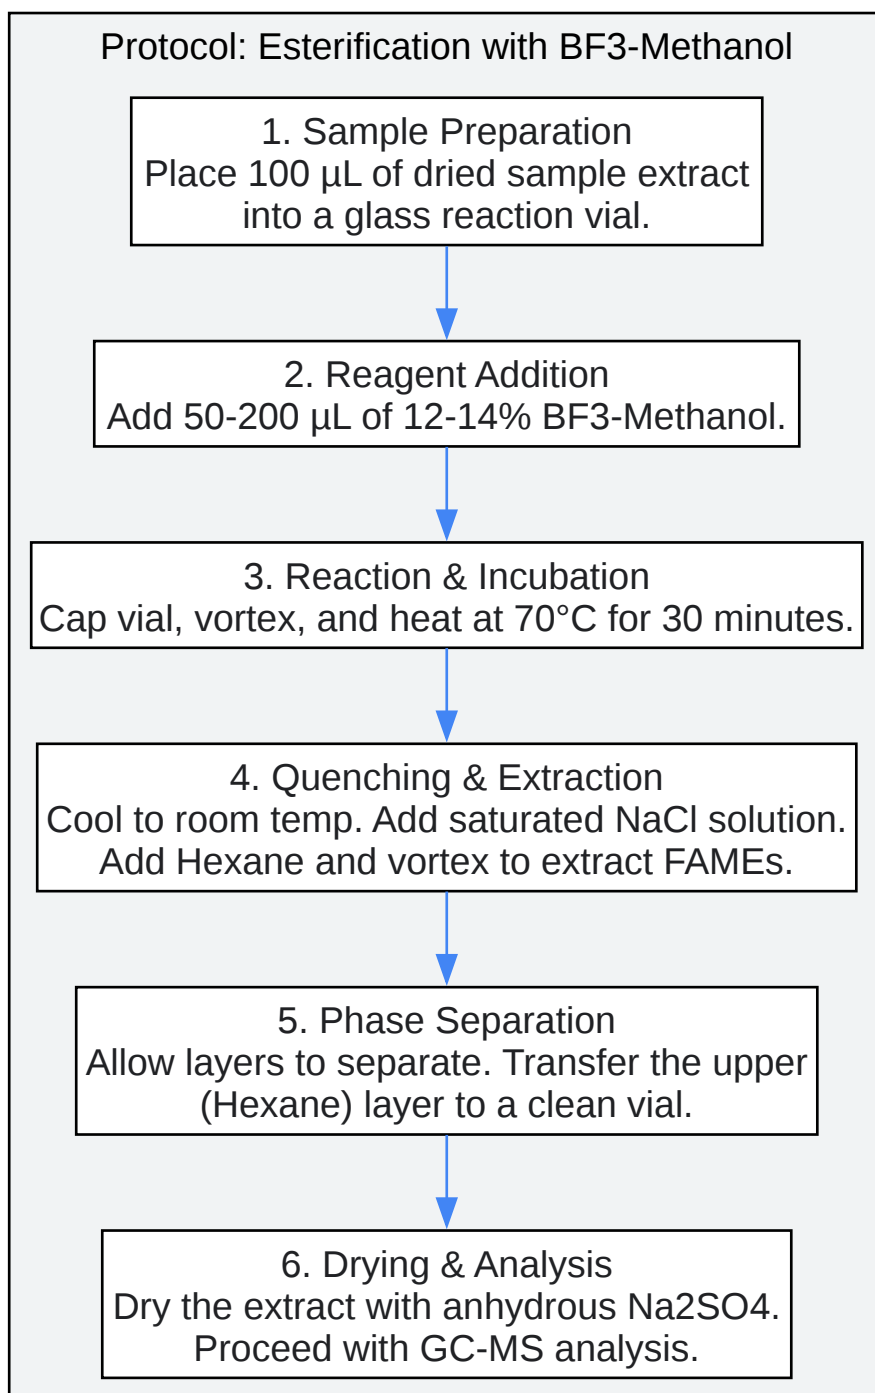 Protocol: Esterification with BF3-Methanol
1. Sample Preparation
Place 100 µL of dried sample extract
into a glass reaction vial.
2. Reagent Addition
Add 50-200 µL of 12-14% BF3-Methanol.
3. Reaction & Incubation
Cap vial, vortex, and heat at 70°C for 30 minutes.
4. Quenching & Extraction
Cool to room temp. Add saturated NaCl solution.
Add Hexane and vortex to extract FAMEs.
5. Phase Separation
Allow layers to separate. Transfer the upper
(Hexane) layer to a clean vial.
6. Drying & Analysis
Dry the extract with anhydrous Na2SO4.
Proceed with GC-MS analysis.